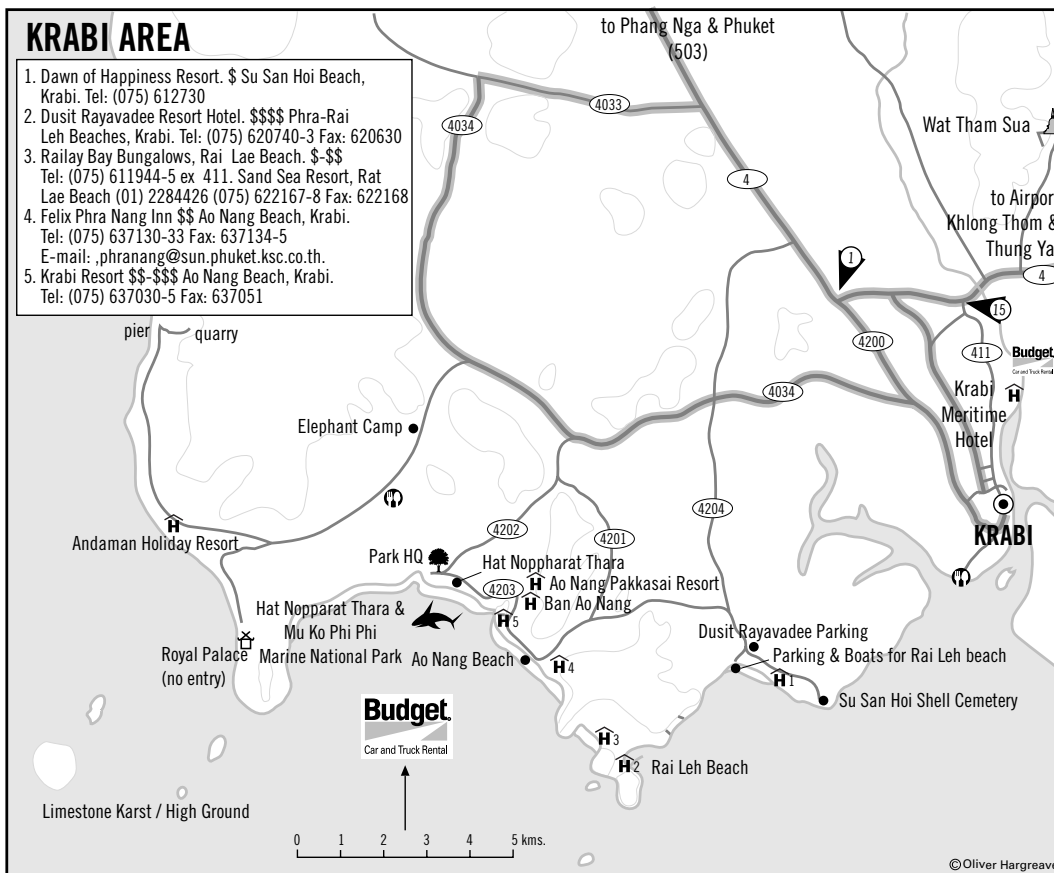 KRABI AREA
1. Dawn of Happiness Resort. $ Su San Hoi Beach,
Krabi. Tel: (075) 612730
2. Dusit Rayavadee Resort Hotel. $$$$ Phra-Rai
Leh Beaches, Krabi. Tel: (075) 620740-3 Fax: 620630
3. Railay Bay Bungalows, Rai Lae Beach. $-$$
Tel: (075) 611944-5 ex 411. Sand Sea Resort, Rat
Lae Beach (01) 2284426 (075) 622167-8 Fax: 622168
4. Felix Phra Nang Inn $$ Ao Nang Beach, Krabi.
Tel: (075) 637130-33 Fax: 637134-5
E-mail: ,phranang@sun.phuket.ksc.co.th.
5. Krabi Resort $$-$$$ Ao Nang Beach, Krabi.
Tel: (075) 637030-5 Fax: 637051
to Phang Nga & Phuket
(503)
4033
4034
Wat Tham Sua
4
to Airpor
Khlong Thom &
Thung Ya
1
4
15
pier
quarry
4200
411
Budget
Car and Truck Rental
H
4034
Krabi
Meritime
Hotel
Elephant Camp
4204
KRABI
H
Andaman Holiday Resort
4202
4201
Park HQ
Hat Noppharat Thara
4203
H Ao Nang Pakkasai Resort
H Ban Ao Nang
Hat Nopparat Thara &
Mu Ko Phi Phi
Marine National Park
H 5
Royal Palace
(no entry)
Ao Nang Beach
H 4
Dusit Rayavadee Parking
Parking & Boats for Rai Leh beach
H 1
Su San Hoi Shell Cemetery
Budget.
Car and Truck Rental
H 3
H 2
Rai Leh Beach
Limestone Karst / High Ground
0 1 2 3 4 5 kms.
© Oliver Hargreave